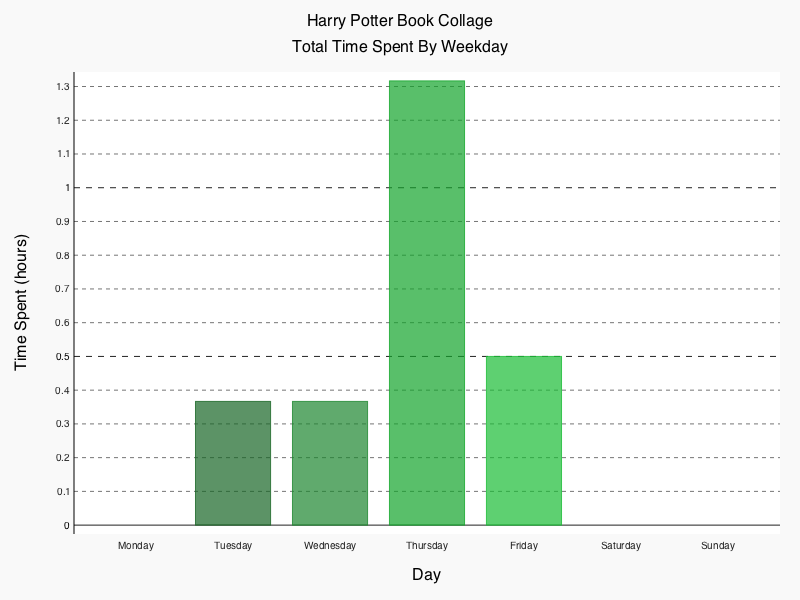 Harry Potter Book Collage
Total Time Spent By Weekday
1.3
1.2
1.1
1
0.9
0.8
0.7
0.6
0.5
0.4
0.3
0.2
0.1
0
Time Spent (hours)
Monday Tuesday Wednesday Thursday Friday Saturday Sunday
Day